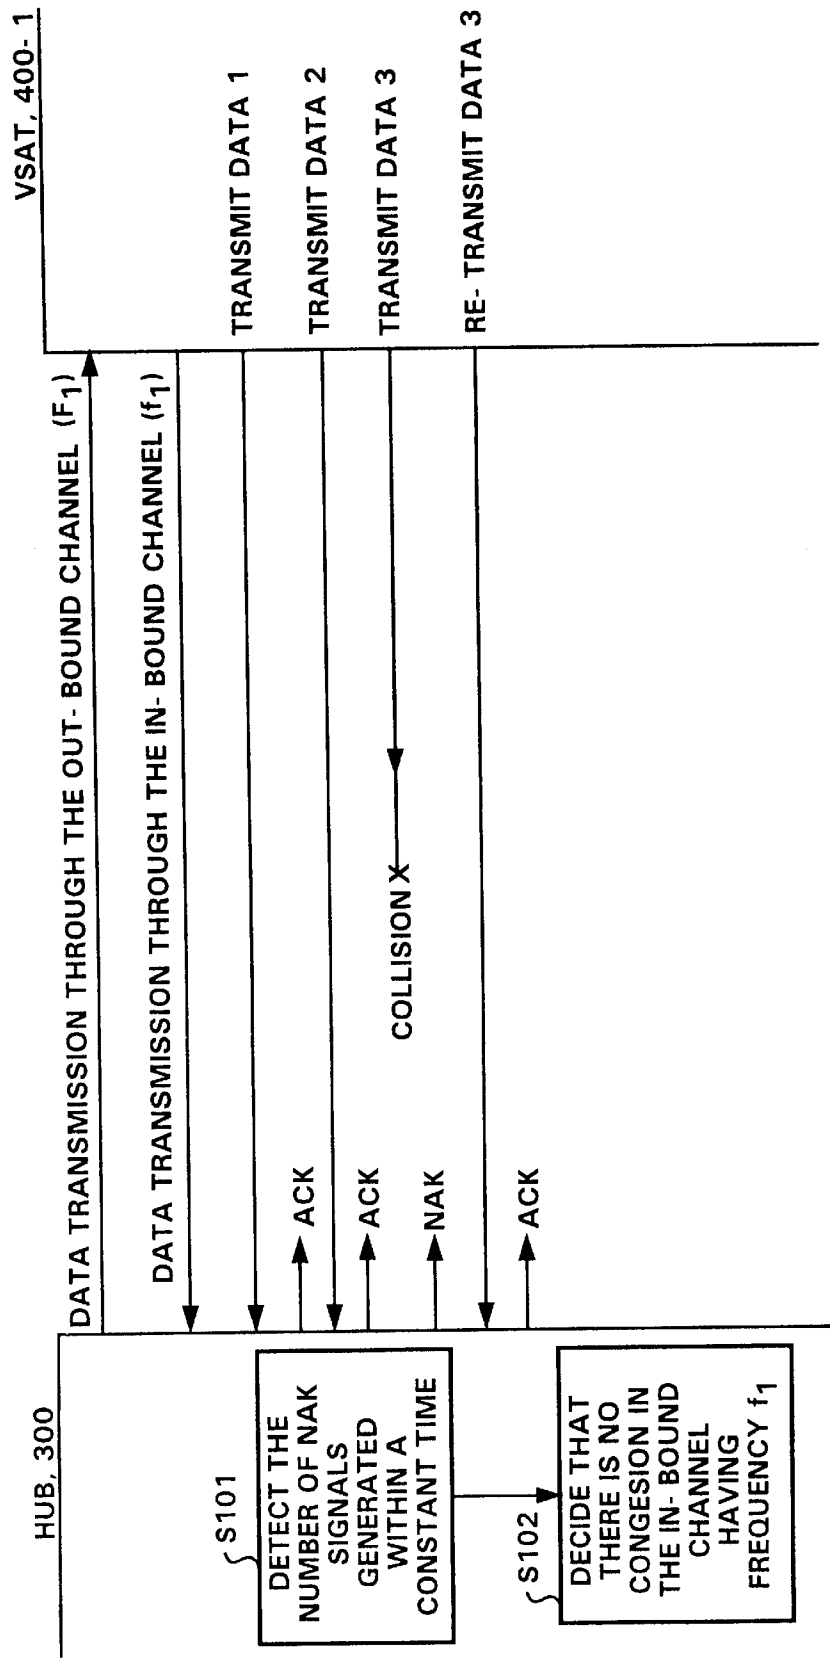 HUB, 300
VSAT, 400- 1
DATA TRANSMISSION THROUGH THE OUT- BOUND CHANNEL (F1)
DATA TRANSMISSION THROUGH THE IN- BOUND CHANNEL (f1)
TRANSMIT DATA 1
ACK
TRANSMIT DATA 2
ACK
TRANSMIT DATA 3
COLLISION X
NAK
RE- TRANSMIT DATA 3
ACK
S101
DETECT THE
NUMBER OF NAK
SIGNALS
GENERATED
WITHIN A
CONSTANT TIME
S102
DECIDE THAT
THERE IS NO
CONGESION IN
THE IN- BOUND
CHANNEL
HAVING
FREQUENCY f1